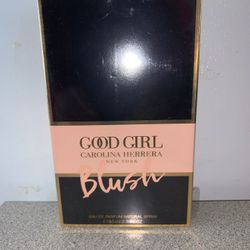 GOOD GIRL
CAROLINA HERRERA
NEW YORK
Blush
EAU DE PARFUM NATURAL SPRAY